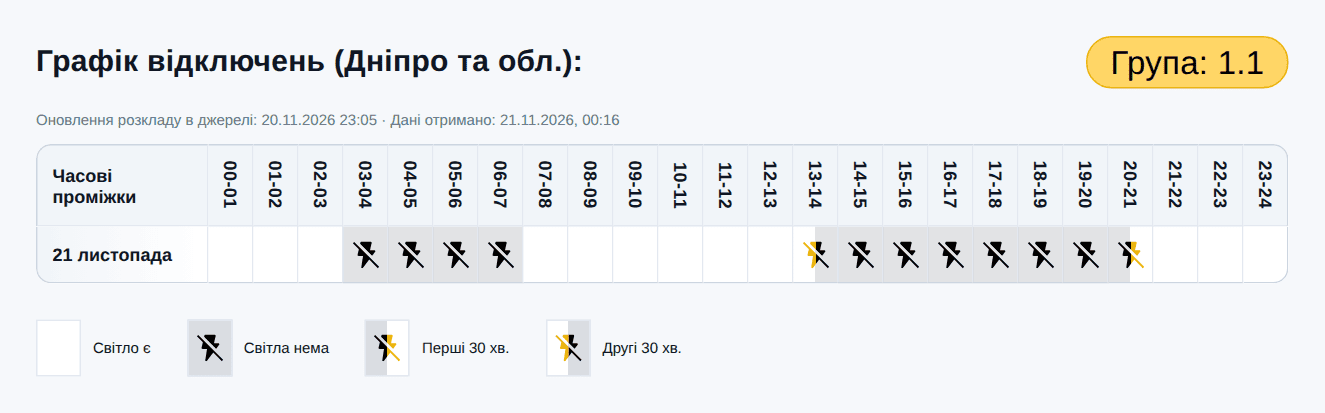 Графік відключень (Дніпро та обл.):
Група: 1.1
Оновлення розкладу в джерелі: 20.11.2026 23:05 · Дані отримано: 21.11.2026, 00:16
Часові
проміжки
00-01
01-02
02-03
03-04
04-05
05-06
06-07
07-08
08-09
09-10
10-11
11-12
12-13
13-14
14-15
15-16
16-17
17-18
18-19
19-20
20-21
21-22
22-23
23-24
21 листопада
Світло є
Світла нема
Перші 30 хв.
Другі 30 хв.